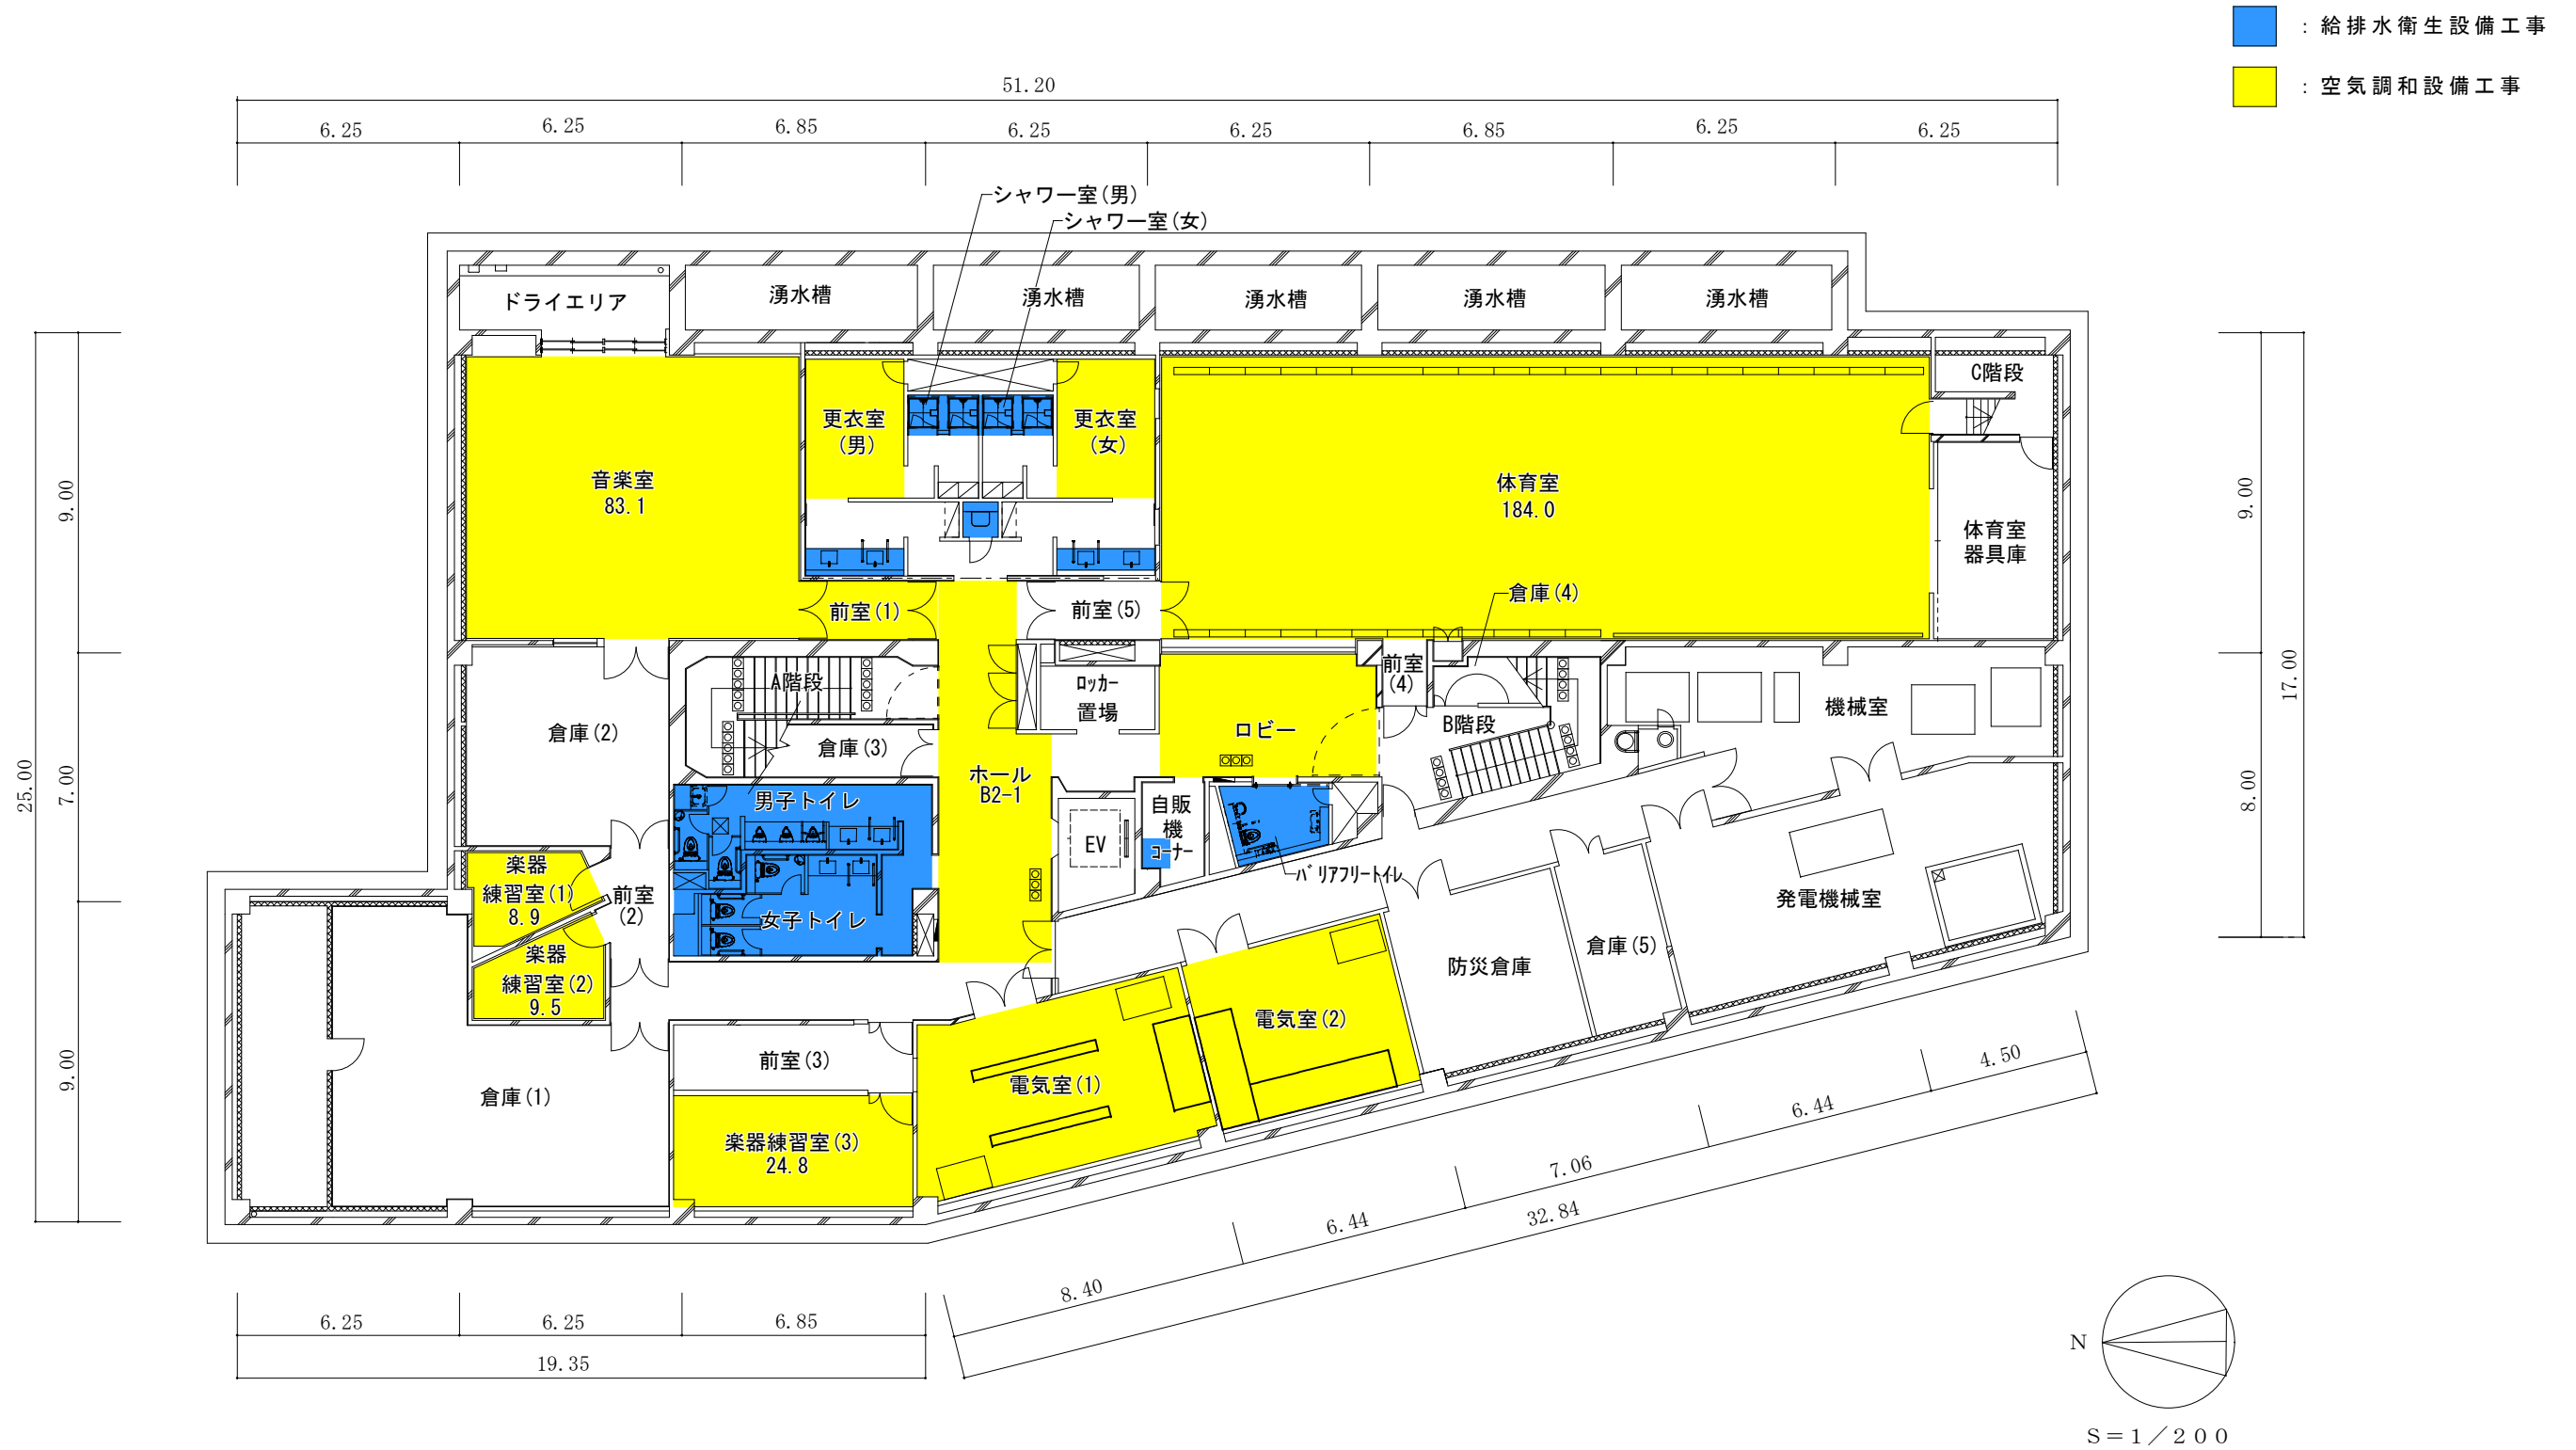 ：給排水衛生設備工事
：空気調和設備工事
51.20
6.25
6.25
6.85
6.25
6.25
6.85
6.25
6.25
シャワー室(男)
シャワー室(女)
ドライエリア
湧水槽
湧水槽
湧水槽
湧水槽
湧水槽
C階段
更衣室
(男)
更衣室
(女)
音楽室
83.1
体育室
184.0
体育室
器具庫
倉庫(4)
前室(1)
前室(5)
25.00
9.00
7.00
9.00
9.00
8.00
17.00
A階段
ﾛｯｶｰ
置場
前室
(4)
ロビー
B階段
機械室
倉庫(2)
倉庫(3)
ホール
B2-1
男子トイレ
自販
機
ｺｰﾅｰ
EV
ﾊﾞﾘｱﾌﾘｰﾄｲﾚ
楽器
練習室(1)
8.9
前室
(2)
女子トイレ
発電機械室
楽器
練習室(2)
9.5
倉庫(5)
防災倉庫
電気室(2)
前室(3)
電気室(1)
倉庫(1)
楽器練習室(3)
24.8
4.50
6.44
7.06
6.44
8.40
32.84
6.25
6.25
6.85
19.35
N
S＝1／200